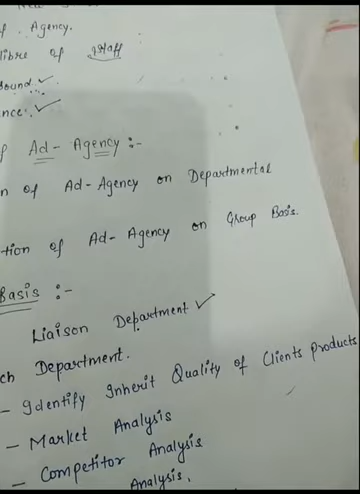 of Agency.
libre of Staff
ound.
nce.
of Ad-Agency :-
n of Ad-Agency on Departmental
tion of Ad-Agency on Group Basis.
Basis :-
Liaison Department
ch Department.
- Identify Inherit Quality of Clients products
- Market Analysis
- Competitor Analysis
Analysis.